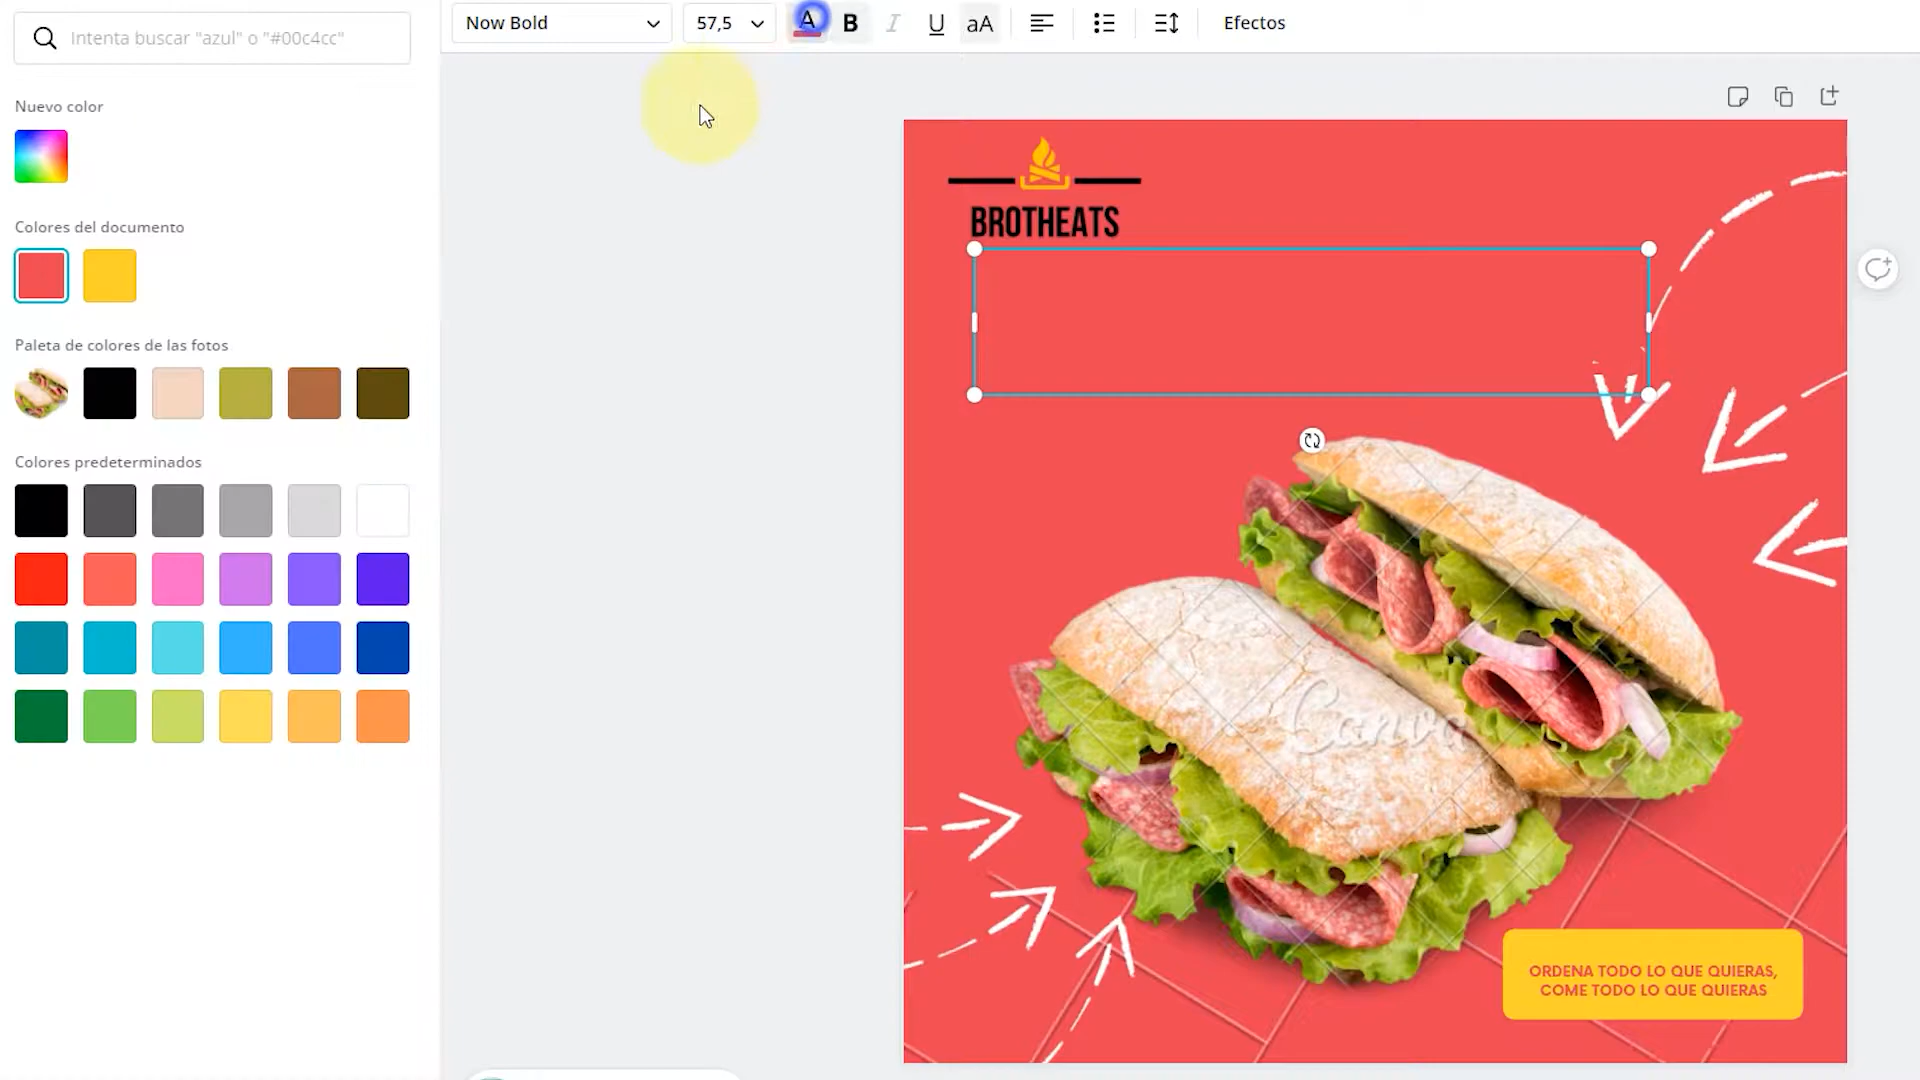 Intenta buscar "azul" o "#00c4cc"
Now Bold
57,5
A
B
I
U
aA
Efectos
Nuevo color
Colores del documento
Paleta de colores de las fotos
Colores predeterminados
BROTHEATS
Canva
ORDENA TODO LO QUE QUIERAS,
COME TODO LO QUE QUIERAS